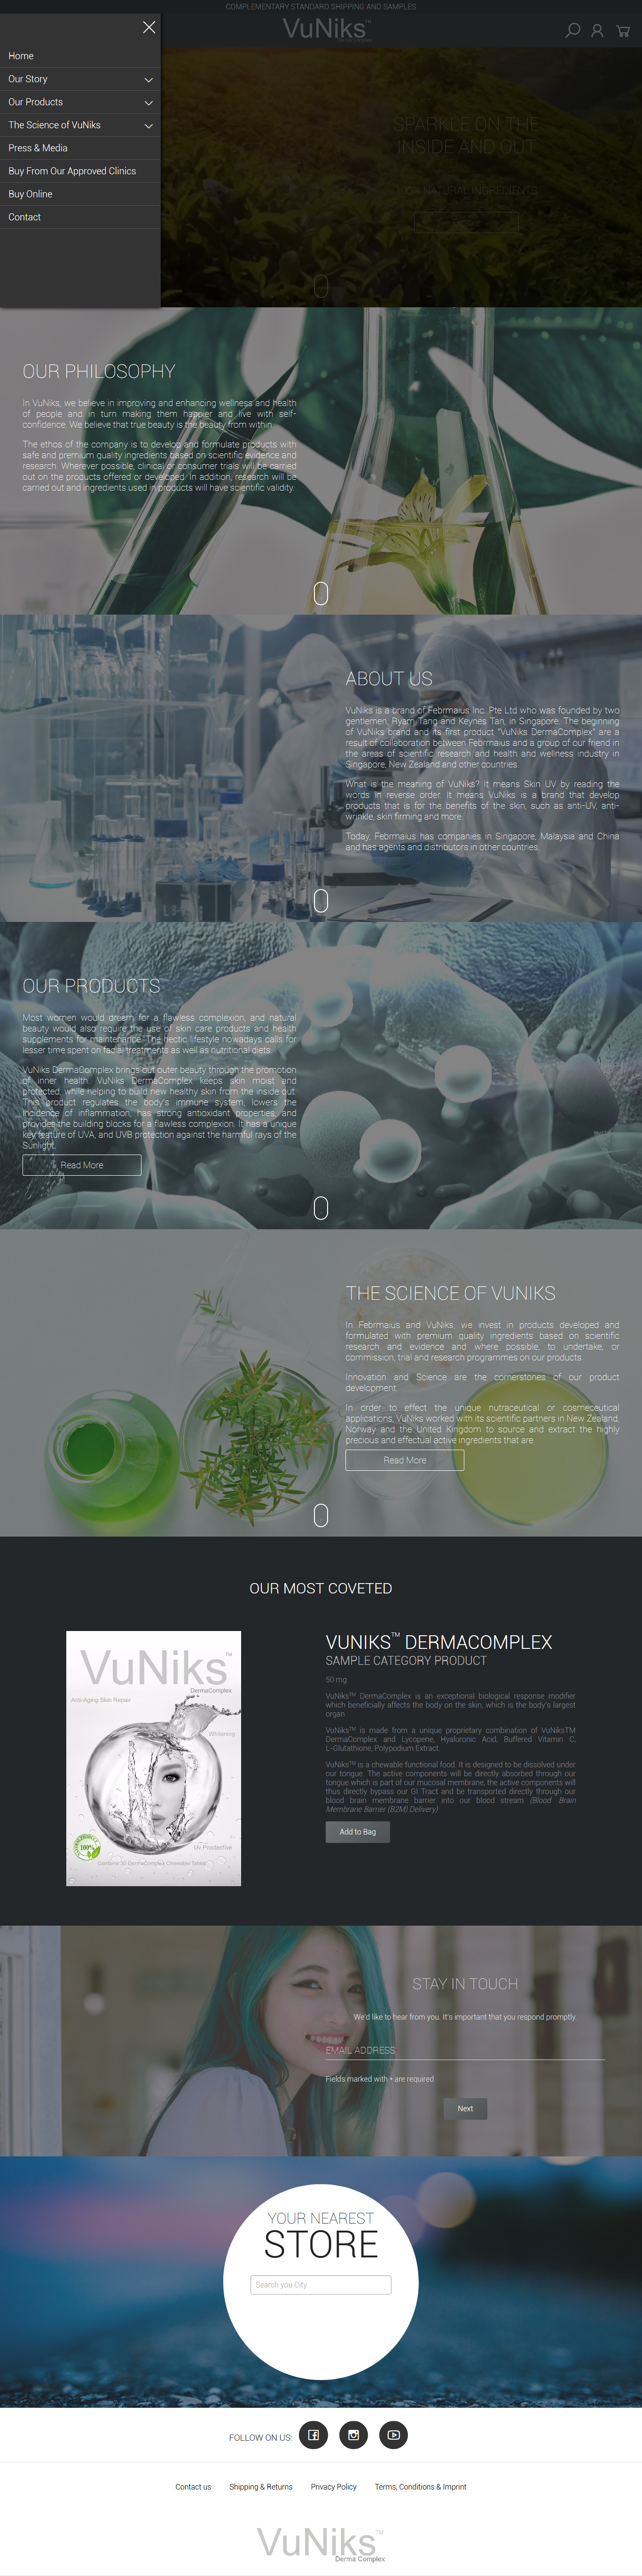 COMPLEMENTARY STANDARD SHIPPING AND SAMPLES
VuNiks™
DermaComplex
Home
Our Story
Our Products
The Science of VuNiks
Press & Media
Buy From Our Approved Clinics
Buy Online
Contact
SPARKLE ON THE
INSIDE AND OUT
NATURAL INGREDIENTS
OUR PHILOSOPHY
In VuNiks, we believe in improving and enhancing wellness and health
of people and in turn making them happier and live with self-
confidence. We believe that true beauty is the beauty from within.
The ethos of the company is to develop and formulate products with
safe and premium quality ingredients based on scientific evidence and
research. Wherever possible, clinical or consumer trials will be carried
out on the products offered or developed. In addition, research will be
carried out and ingredients used in products will have scientific validity.
ABOUT US
VuNiks is a brand of Febrmaius Inc. Pte Ltd who was founded by two
gentlemen, Ryam Tang and Keynes Tan, in Singapore. The beginning
of VuNiks brand and its first product "VuNiks DermaComplex" are a
result of collaboration between Febrmaius and a group of our friend in
the areas of scientific research and health and wellness industry in
Singapore, New Zealand and other countries.
What is the meaning of VuNiks? It means Skin UV by reading the
words in reverse order. It means VuNiks is a brand that develop
products that is for the benefits of the skin, such as anti-UV, anti-
wrinkle, skin firming and more.
Today, Febrmaius has companies in Singapore, Malaysia and China
and has agents and distributors in other countries.
OUR PRODUCTS
Most women would dream for a flawless complexion, and natural
beauty would also require the use of skin care products and health
supplements for maintenance. The hectic lifestyle nowadays calls for
lesser time spent on facial treatments as well as nutritional diets.
VuNiks DermaComplex brings out outer beauty through the promotion
of inner health. VuNiks DermaComplex keeps skin moist and
protected, while helping to build new healthy skin from the inside out.
This product regulates the body's immune system, lowers the
incidence of inflammation, has strong antioxidant properties, and
provides the building blocks for a flawless complexion. It has a unique
key feature of UVA, and UVB protection against the harmful rays of the
Sunlight.
Read More
THE SCIENCE OF VUNIKS
In Febrmaius and VuNiks, we invest in products developed and
formulated with premium quality ingredients based on scientific
research and evidence and where possible, to undertake, or
commission, trial and research programmes on our products.
Innovation and Science are the cornerstones of our product
development.
In order to effect the unique nutraceutical or cosmeceutical
applications, VuNiks worked with its scientific partners in New Zealand,
Norway and the United Kingdom to source and extract the highly
precious and effectual active ingredients that are
Read More
OUR MOST COVETED
VuNiks™
DermaComplex
Anti-Aging Skin Repair
Whitening
100%
Uv Protective
Contains 30 DermaComplex Chewable Tablet
VUNIKS™ DERMACOMPLEX
SAMPLE CATEGORY PRODUCT
50 mg
VuNiks™ DermaComplex is an exceptional biological response modifier
which beneficially affects the body on the skin, which is the body's largest
organ.
VuNiks™ is made from a unique proprietary combination of VuNiksTM
DermaComplex and Lycopene, Hyaluronic Acid, Buffered Vitamin C,
L-Glutathione, Polypodium Extract.
VuNiks™ is a chewable functional food. It is designed to be dissolved under
our tongue. The active components will be directly absorbed through our
tongue which is part of our mucosal membrane, the active components will
thus directly bypass our GI Tract and be transported directly through our
blood brain membrane barrier into our blood stream (Blood Brain
Membrane Barrier (B2M) Delivery)
Add to Bag
STAY IN TOUCH
We'd like to hear from you. It's important that you respond promptly.
EMAIL ADDRESS
Fields marked with * are required
Next
YOUR NEAREST
STORE
Search you City
FOLLOW ON US:
Contact us Shipping & Returns Privacy Policy Terms, Conditions & Imprint
VuNiks™
Derma Complex